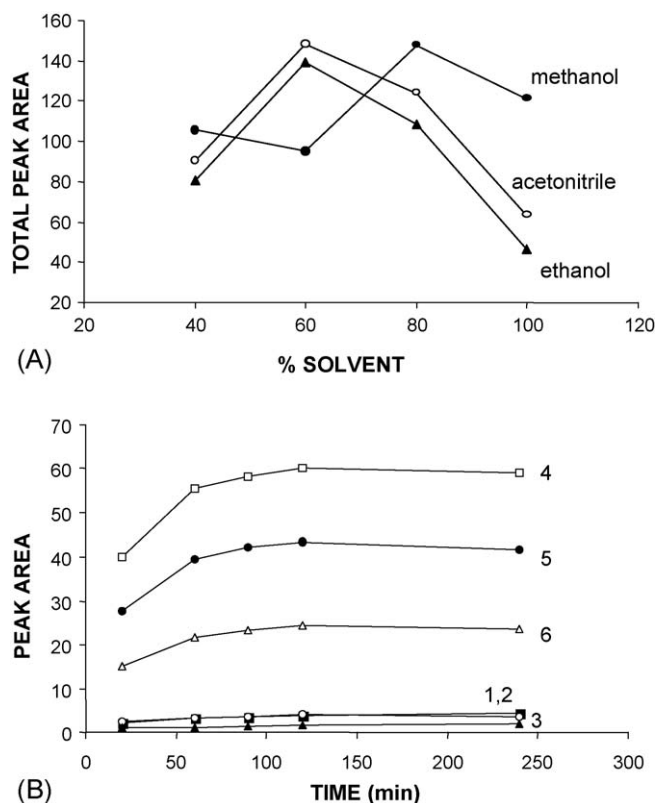 160
140
120
100
80
60
40
20
TOTAL PEAK AREA
methanol
acetonitrile
ethanol
20 40 60 80 100 120
(A)
% SOLVENT
70
60
50
40
30
20
10
0
PEAK AREA
4
5
6
1,2
3
0 50 100 150 200 250 300
(B)
TIME (min)